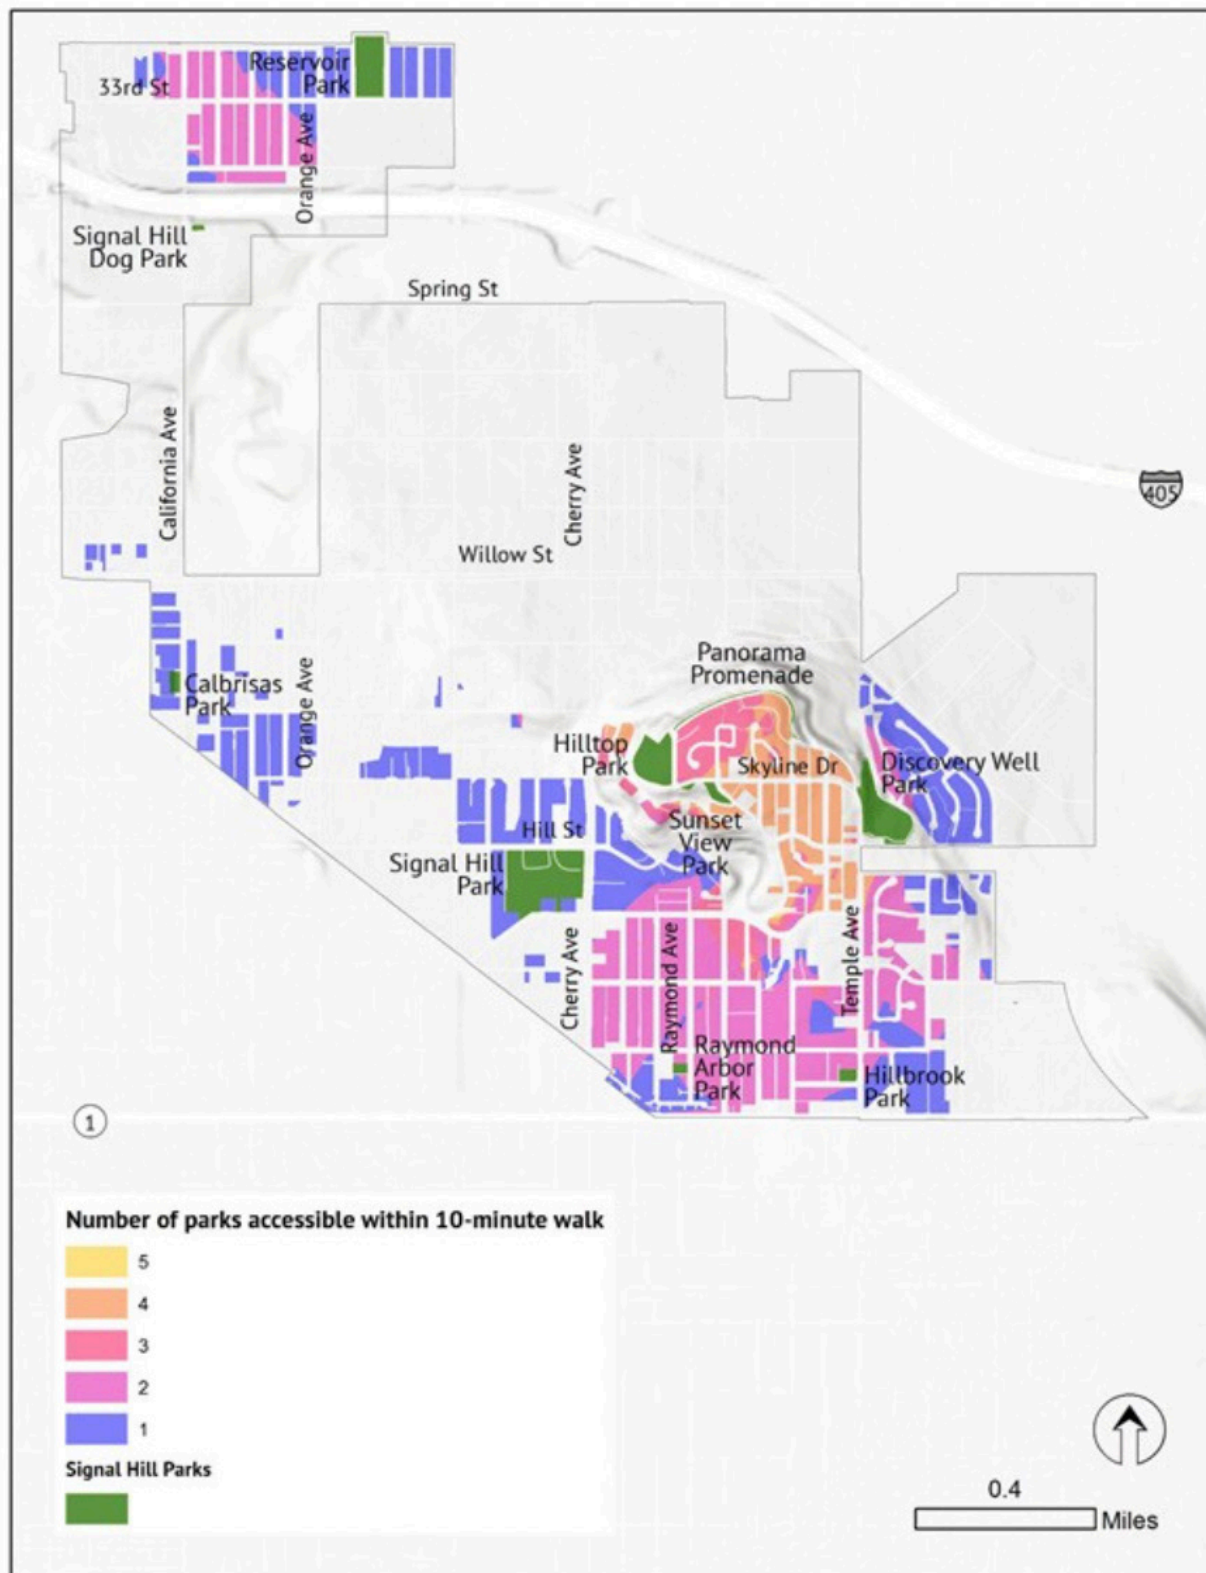 33rd St
Reservoir
Park
Orange Ave
Signal Hill
Dog Park
Spring St
California Ave
Cherry Ave
405
Willow St
Panorama
Promenade
Calbrisas
Park
Orange Ave
Hilltop
Park
Skyline Dr
Discovery Well
Park
Sunset
View
Park
Hill St
Signal Hill
Park
Cherry Ave
Raymond Ave
Temple Ave
Raymond
Arbor
Park
Hillbrook
Park
1
Number of parks accessible within 10-minute walk
5
4
3
2
1
Signal Hill Parks
0.4
Miles